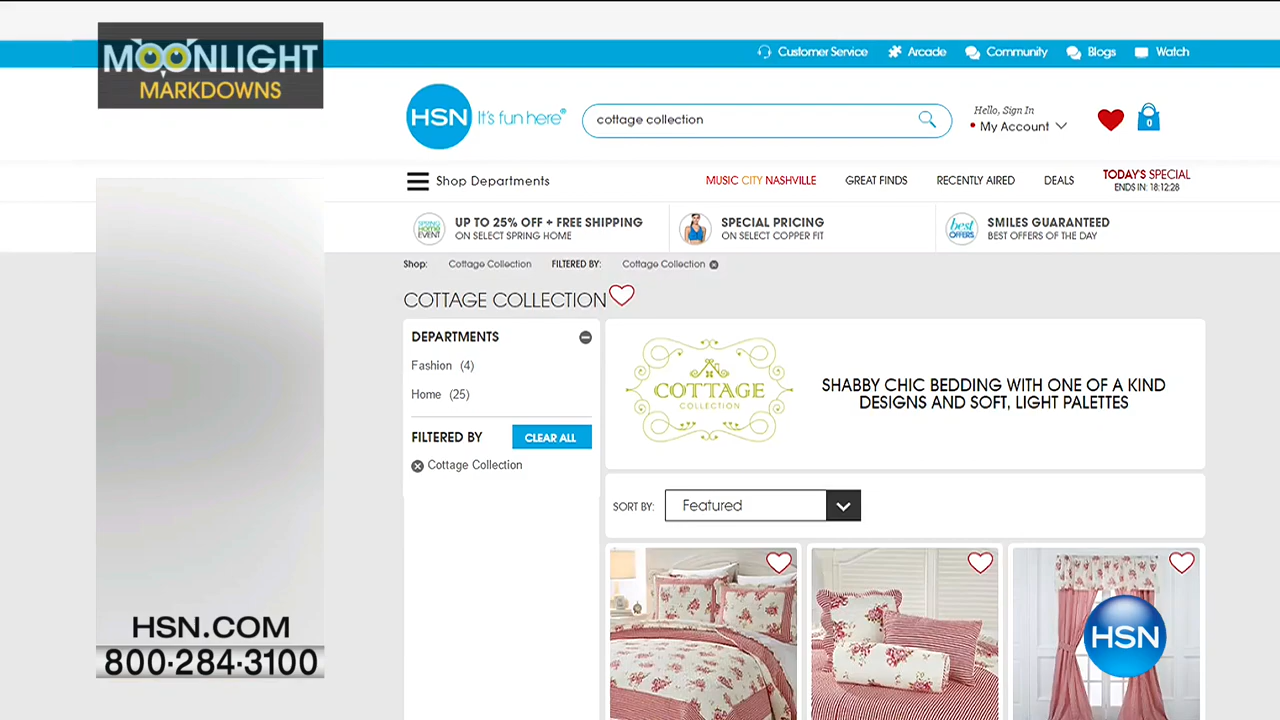 MOONLIGHT
MARKDOWNS
Customer Service
Arcade
Community
Blogs
Watch
HSN It's fun here®
cottage collection
Hello, Sign In
My Account
0
Shop Departments
MUSIC CITY NASHVILLE
GREAT FINDS
RECENTLY AIRED
DEALS
TODAY'S SPECIAL
ENDS IN: 18:12:28
SPRING HOME EVENT
UP TO 25% OFF + FREE SHIPPING
ON SELECT SPRING HOME
SPECIAL PRICING
ON SELECT COPPER FIT
best OFFERS
SMILES GUARANTEED
BEST OFFERS OF THE DAY
Shop: Cottage Collection FILTERED BY: Cottage Collection
COTTAGE COLLECTION
DEPARTMENTS
Fashion (4)
Home (25)
FILTERED BY
CLEAR ALL
Cottage Collection
COTTAGE
COLLECTION
SHABBY CHIC BEDDING WITH ONE OF A KIND
DESIGNS AND SOFT, LIGHT PALETTES
SORT BY: Featured
HSN
HSN.COM
800·284·3100